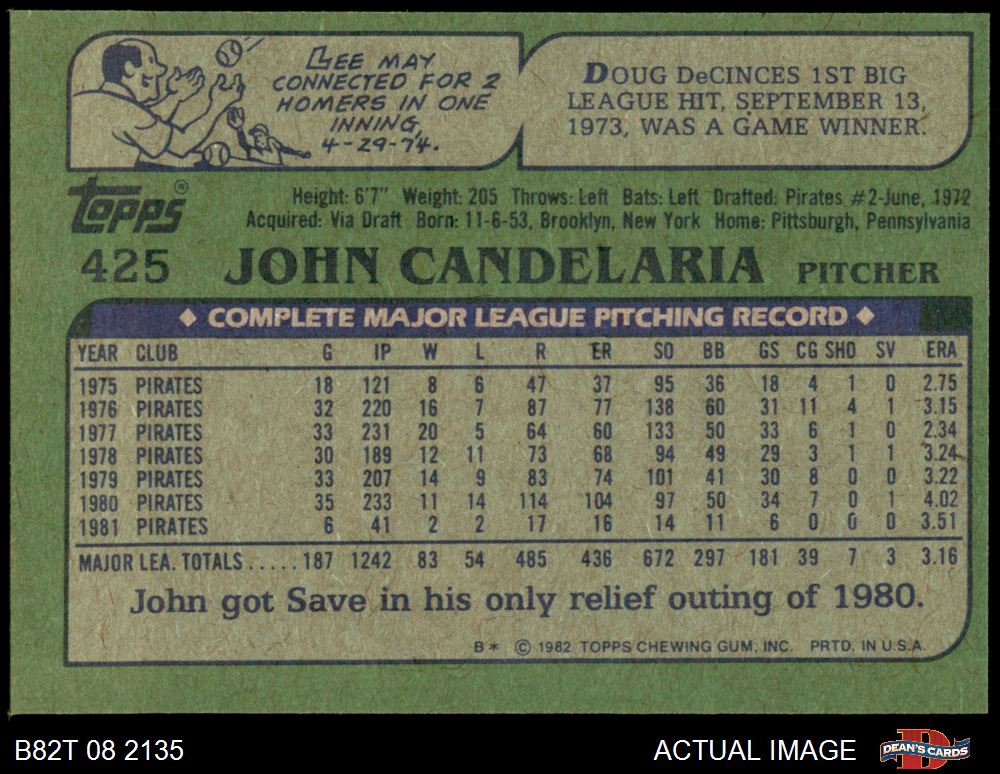 LEE MAY
CONNECTED FOR 2
HOMERS IN ONE
INNING,
4-29-74.
DOUG DeCINCES 1ST BIG
LEAGUE HIT, SEPTEMBER 13,
1973, WAS A GAME WINNER.
Topps®
Height: 6'7" Weight: 205 Throws: Left Bats: Left Drafted: Pirates #2-June, 1972
Acquired: Via Draft Born: 11-6-53, Brooklyn, New York Home: Pittsburgh, Pennsylvania
425 JOHN CANDELARIA PITCHER
◆ COMPLETE MAJOR LEAGUE PITCHING RECORD ◆
YEAR CLUB G IP W L R ER SO BB GS CG SHO SV ERA
1975 PIRATES 18 121 8 6 47 37 95 36 18 4 1 0 2.75
1976 PIRATES 32 220 16 7 87 77 138 60 31 11 4 1 3.15
1977 PIRATES 33 231 20 5 64 60 133 50 33 6 1 0 2.34
1978 PIRATES 30 189 12 11 73 68 94 49 29 3 1 1 3.24
1979 PIRATES 33 207 14 9 83 74 101 41 30 8 0 0 3.22
1980 PIRATES 35 233 11 14 114 104 97 50 34 7 0 1 4.02
1981 PIRATES 6 41 2 2 17 16 14 11 6 0 0 0 3.51
MAJOR LEA. TOTALS ..... 187 1242 83 54 485 436 672 297 181 39 7 3 3.16
John got Save in his only relief outing of 1980.
B* © 1982 TOPPS CHEWING GUM, INC. PRTD. IN U.S.A.
B82T 08 2135 ACTUAL IMAGE DEAN'S CARDS